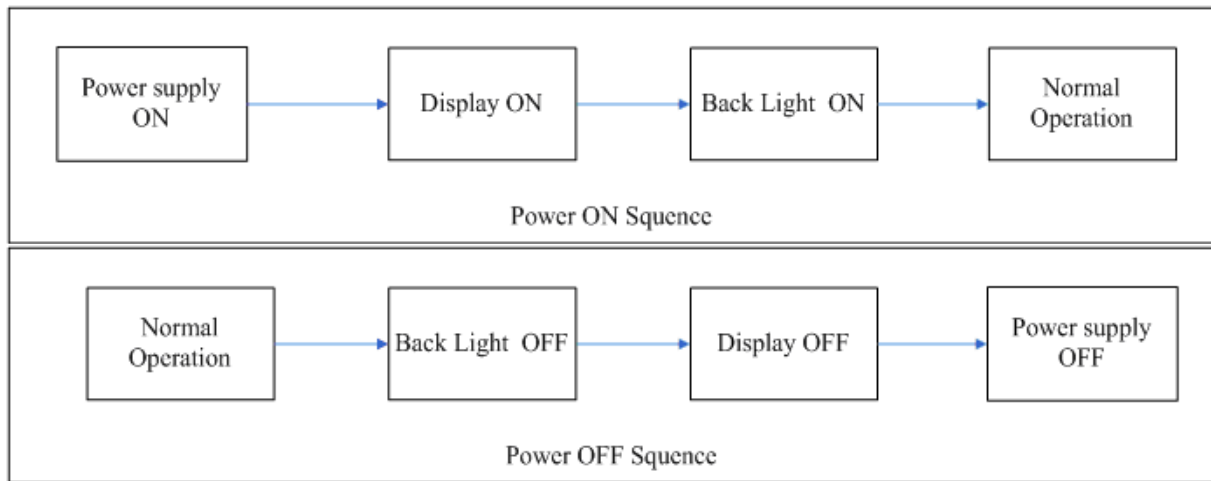 Power supply
ON
Display ON
Back Light ON
Normal
Operation
Power ON Squence
Normal
Operation
Back Light OFF
Display OFF
Power supply
OFF
Power OFF Squence